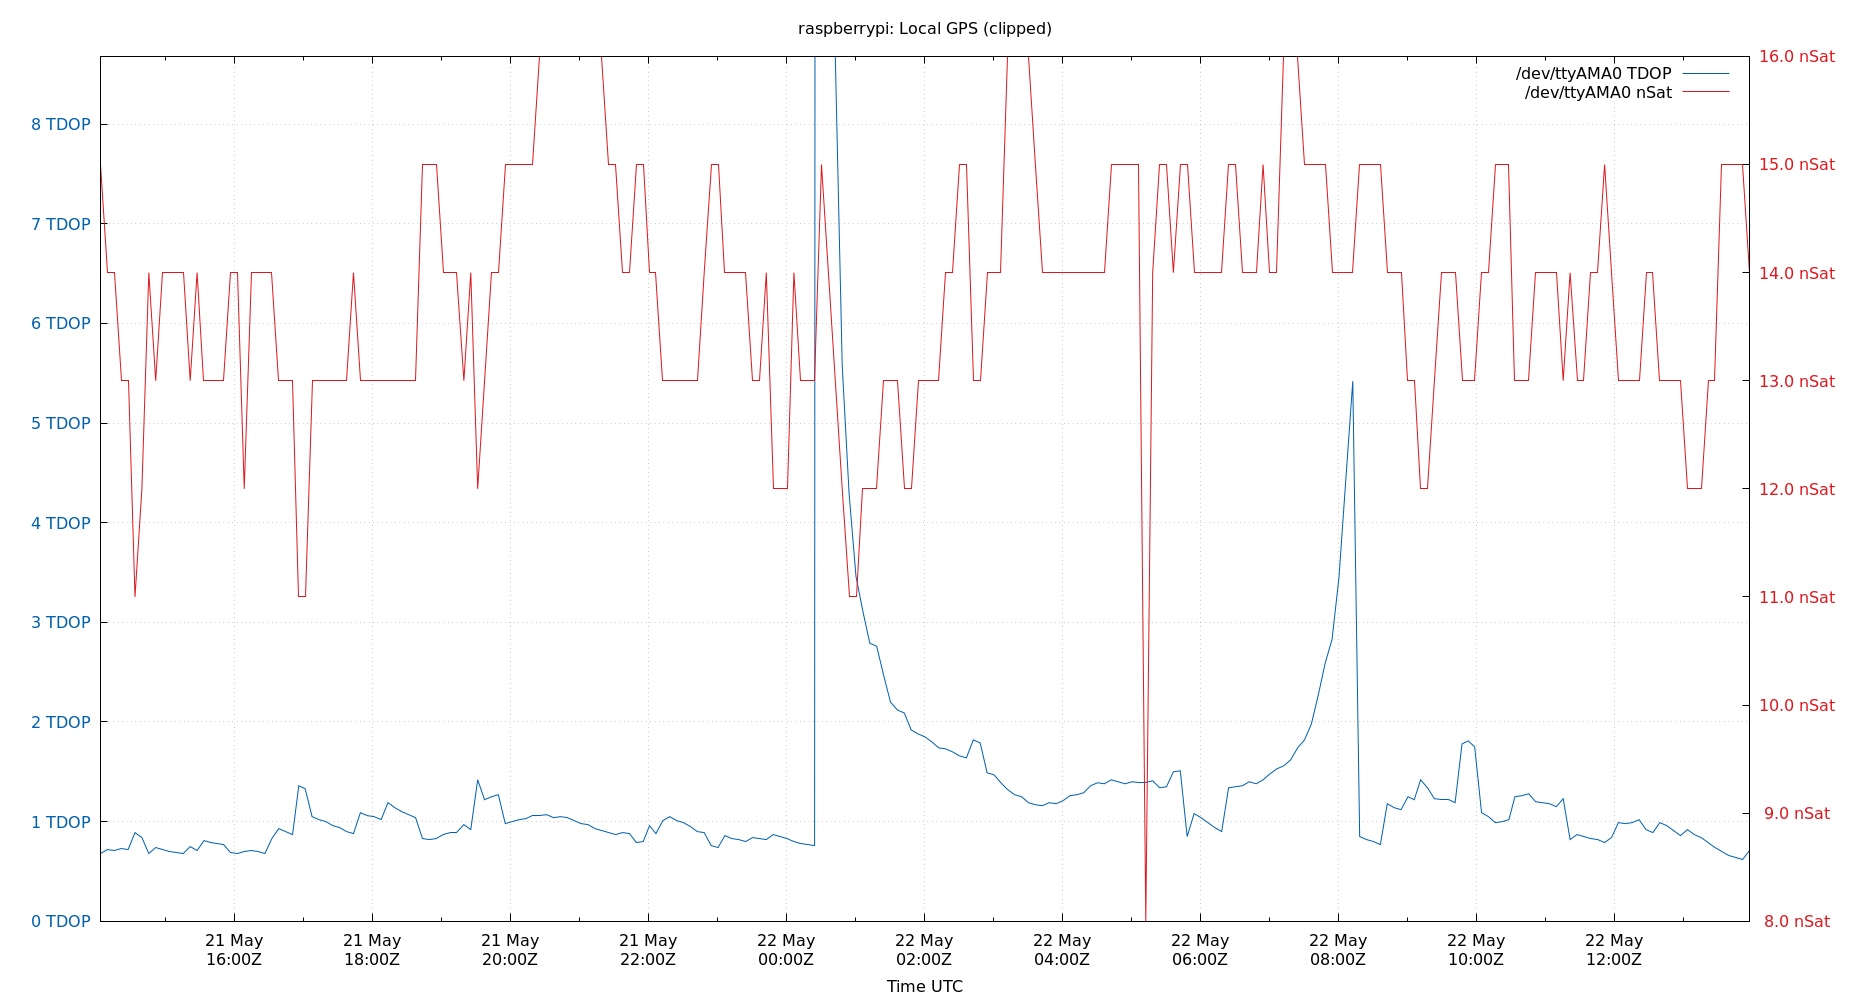 raspberrypi: Local GPS (clipped)
/dev/ttyAMA0 TDOP
/dev/ttyAMA0 nSat
8 TDOP
7 TDOP
6 TDOP
5 TDOP
4 TDOP
3 TDOP
2 TDOP
1 TDOP
0 TDOP
16.0 nSat
15.0 nSat
14.0 nSat
13.0 nSat
12.0 nSat
11.0 nSat
10.0 nSat
9.0 nSat
8.0 nSat
21 May
16:00Z
21 May
18:00Z
21 May
20:00Z
21 May
22:00Z
22 May
00:00Z
22 May
02:00Z
22 May
04:00Z
22 May
06:00Z
22 May
08:00Z
22 May
10:00Z
22 May
12:00Z
Time UTC